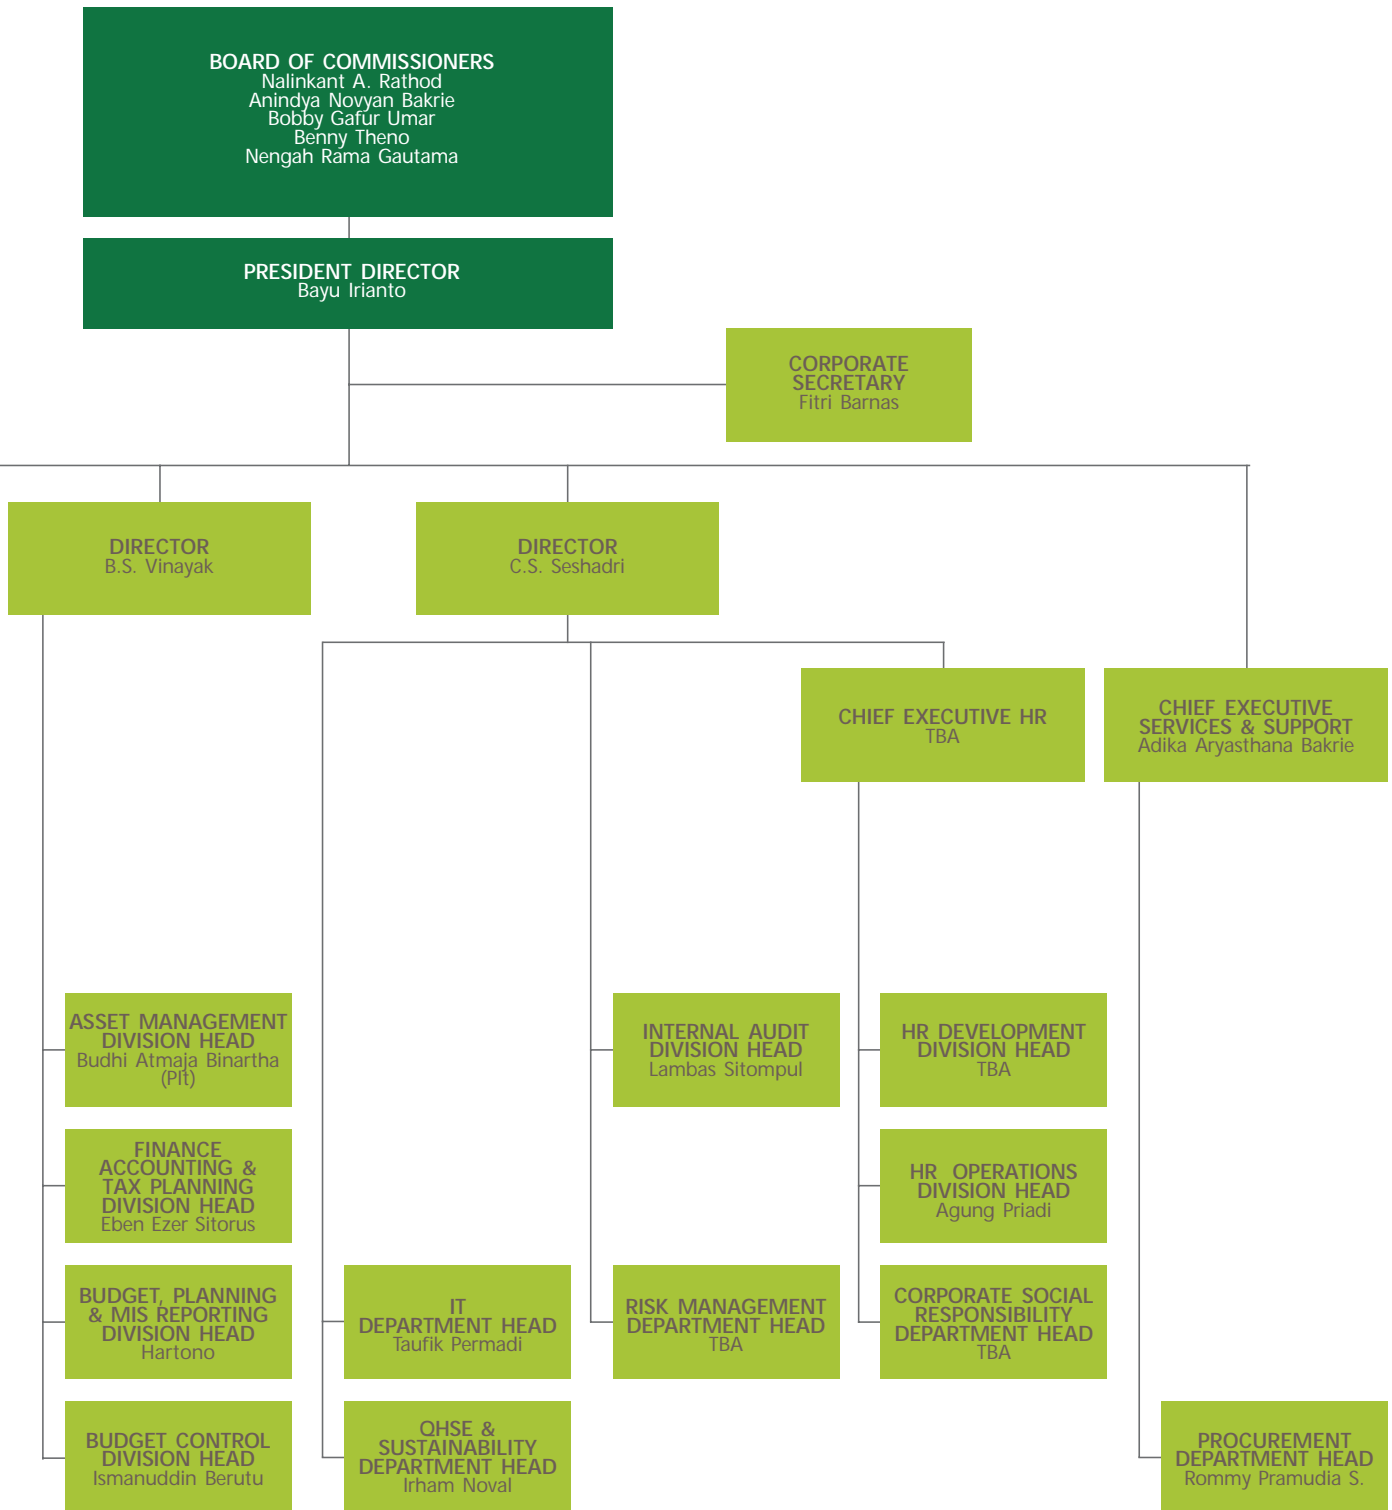 BOARD OF COMMISSIONERS
Nalinkant A. Rathod
Anindya Novyan Bakrie
Bobby Gafur Umar
Benny Theno
Nengah Rama Gautama
PRESIDENT DIRECTOR
Bayu Irianto
CORPORATE
SECRETARY
Fitri Barnas
DIRECTOR
B.S. Vinayak
DIRECTOR
C.S. Seshadri
CHIEF EXECUTIVE HR
TBA
CHIEF EXECUTIVE
SERVICES & SUPPORT
Adika Aryasthana Bakrie
ASSET MANAGEMENT
DIVISION HEAD
Budhi Atmaja Binartha
(Plt)
INTERNAL AUDIT
DIVISION HEAD
Lambas Sitompul
HR DEVELOPMENT
DIVISION HEAD
TBA
FINANCE
ACCOUNTING &
TAX PLANNING
DIVISION HEAD
Eben Ezer Sitorus
HR OPERATIONS
DIVISION HEAD
Agung Priadi
BUDGET, PLANNING
& MIS REPORTING
DIVISION HEAD
Hartono
IT
DEPARTMENT HEAD
Taufik Permadi
RISK MANAGEMENT
DEPARTMENT HEAD
TBA
CORPORATE SOCIAL
RESPONSIBILITY
DEPARTMENT HEAD
TBA
BUDGET CONTROL
DIVISION HEAD
Ismanuddin Berutu
QHSE &
SUSTAINABILITY
DEPARTMENT HEAD
Irham Noval
PROCUREMENT
DEPARTMENT HEAD
Rommy Pramudia S.